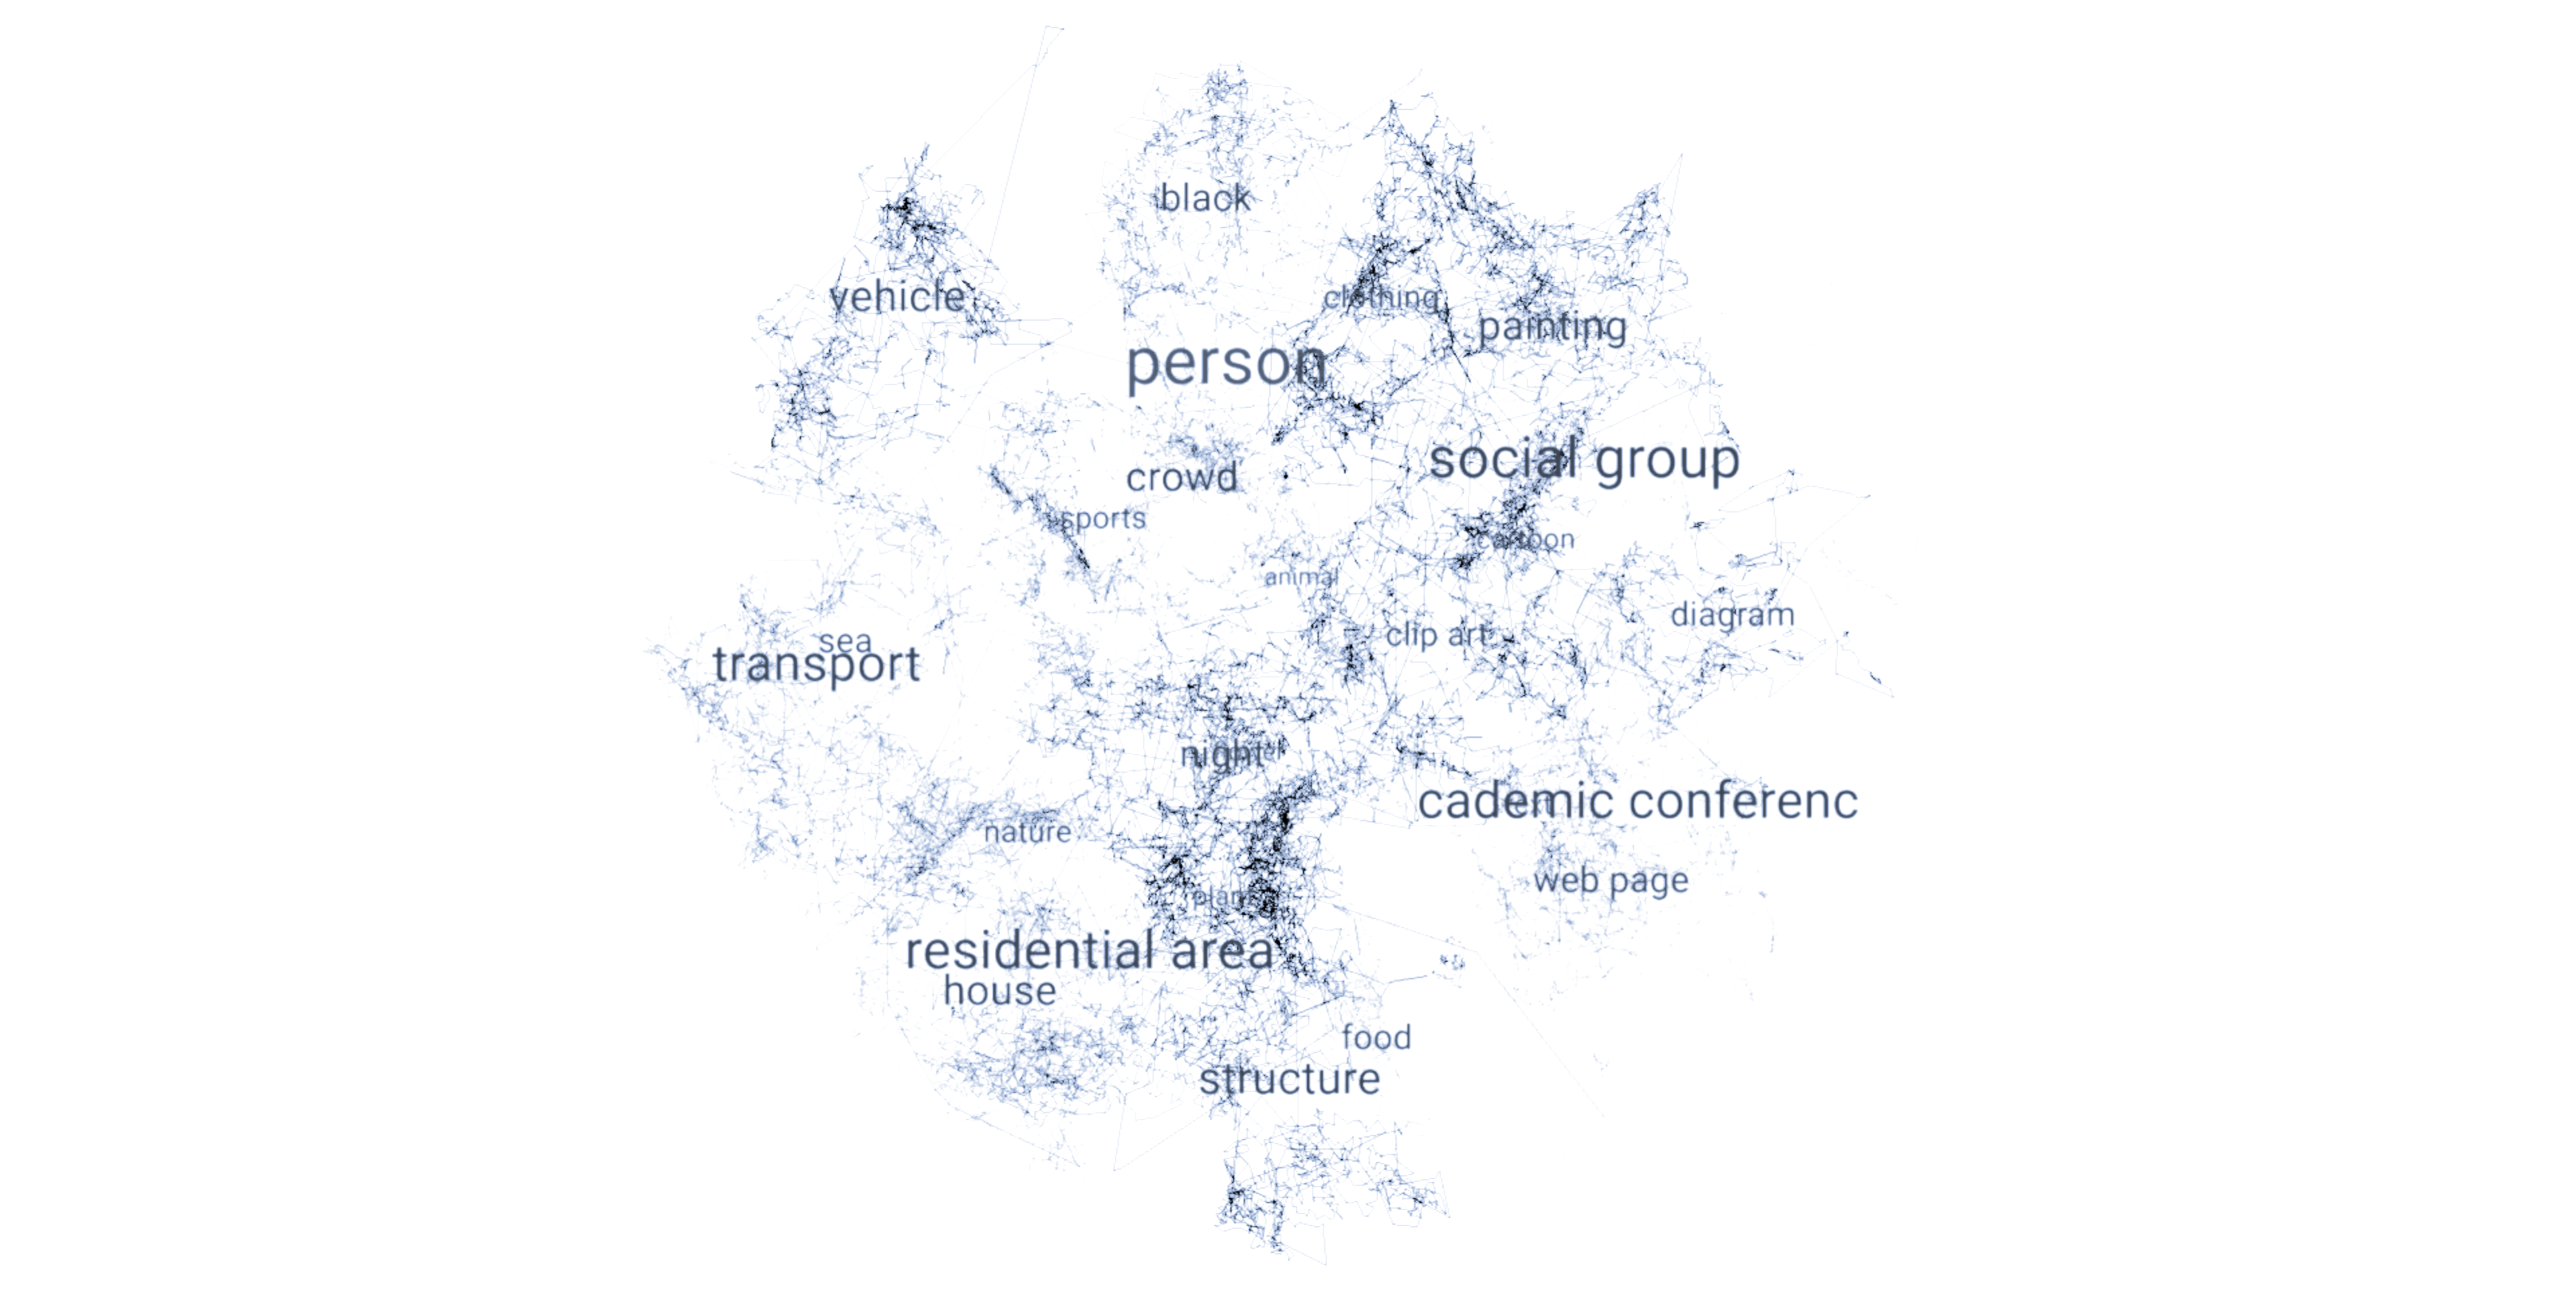 black
vehicle
clothing
painting
person
social group
crowd
sports
cartoon
animal
diagram
clip art
sea
transport
night
cademic conferenc
nature
web page
plant
residential area
house
food
structure